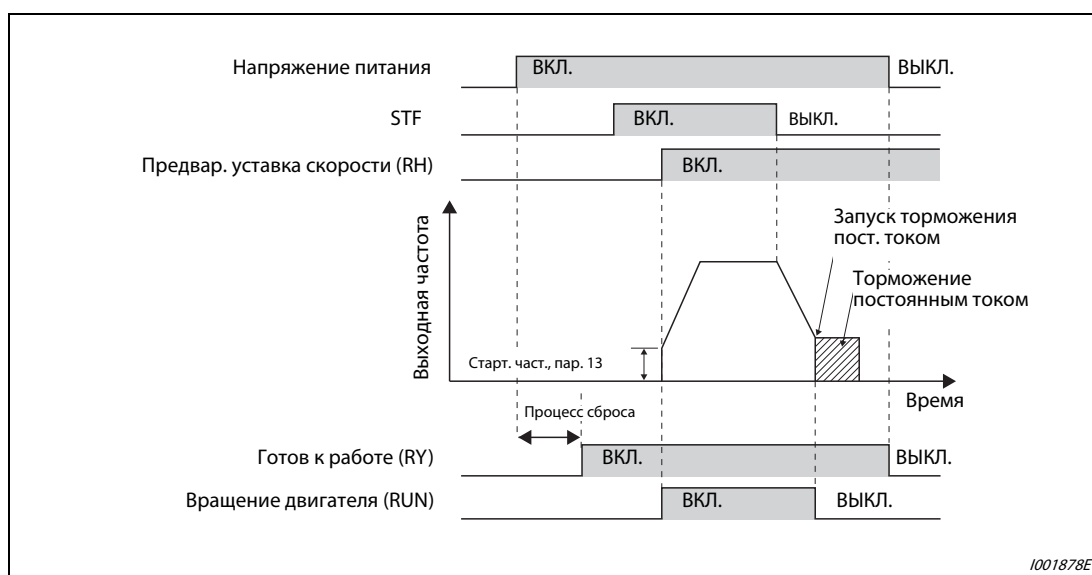 Напряжение питания
ВКЛ.
ВЫКЛ.
STF
ВКЛ.
ВЫКЛ.
Предвар. уставка скорости (RH)
ВКЛ.
Запуск торможения
пост. током
Торможение
постоянным током
Выходная частота
Старт. част., пар. 13
Время
Процесс сброса
Готов к работе (RY)
ВКЛ.
ВЫКЛ.
Вращение двигателя (RUN)
ВКЛ.
ВЫКЛ.
I001878E